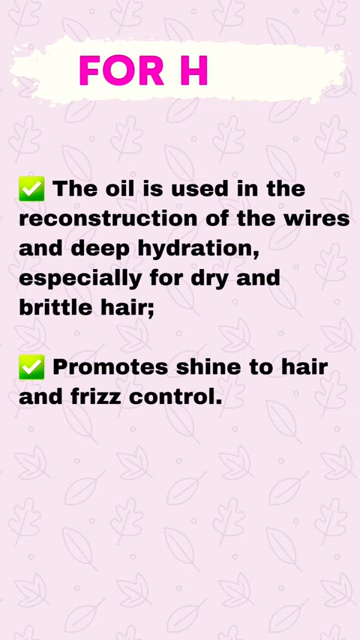 FOR H
✅ The oil is used in the
reconstruction of the wires
and deep hydration,
especially for dry and
brittle hair;
✅ Promotes shine to hair
and frizz control.